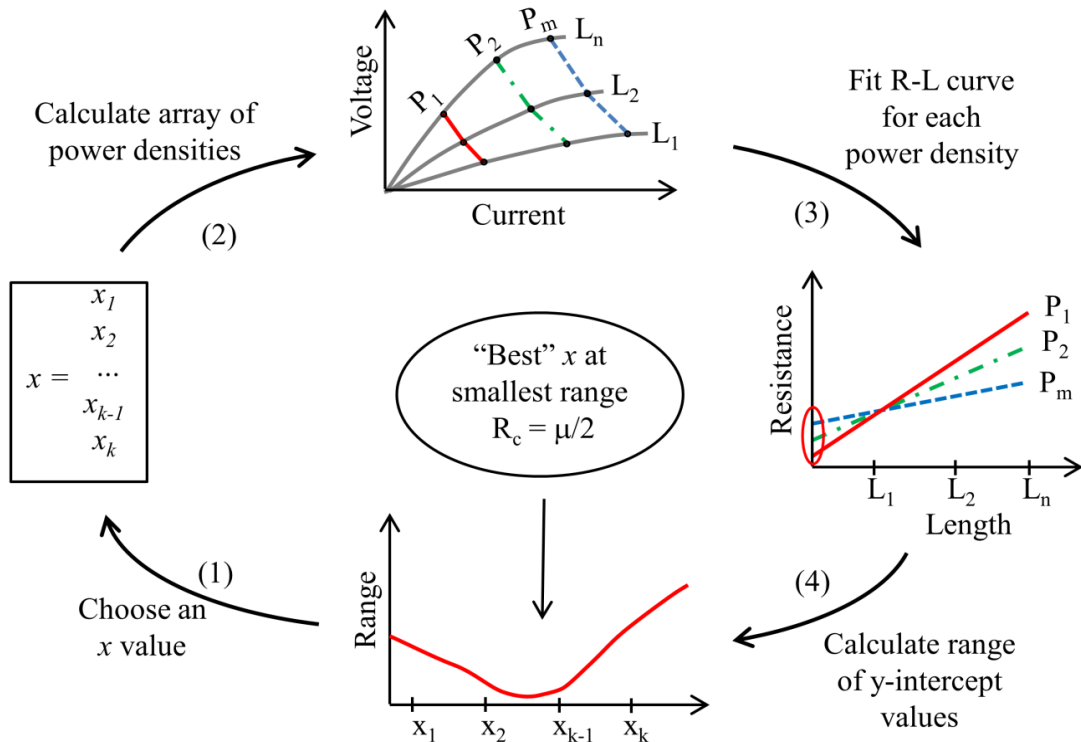 Calculate array of
power densities
(2)
Voltage
P₁
P₂
Pₘ
Lₙ
L₂
L₁
Current
Fit R-L curve
for each
power density
(3)
x =
x₁
x₂
...
xₖ₋₁
xₖ
“Best” x at
smallest range
R꜀ = μ/2
Resistance
P₁
P₂
Pₘ
L₁ L₂ Lₙ
Length
(1)
Choose an
x value
Range
x₁ x₂ xₖ₋₁ xₖ
(4)
Calculate range
of y-intercept
values